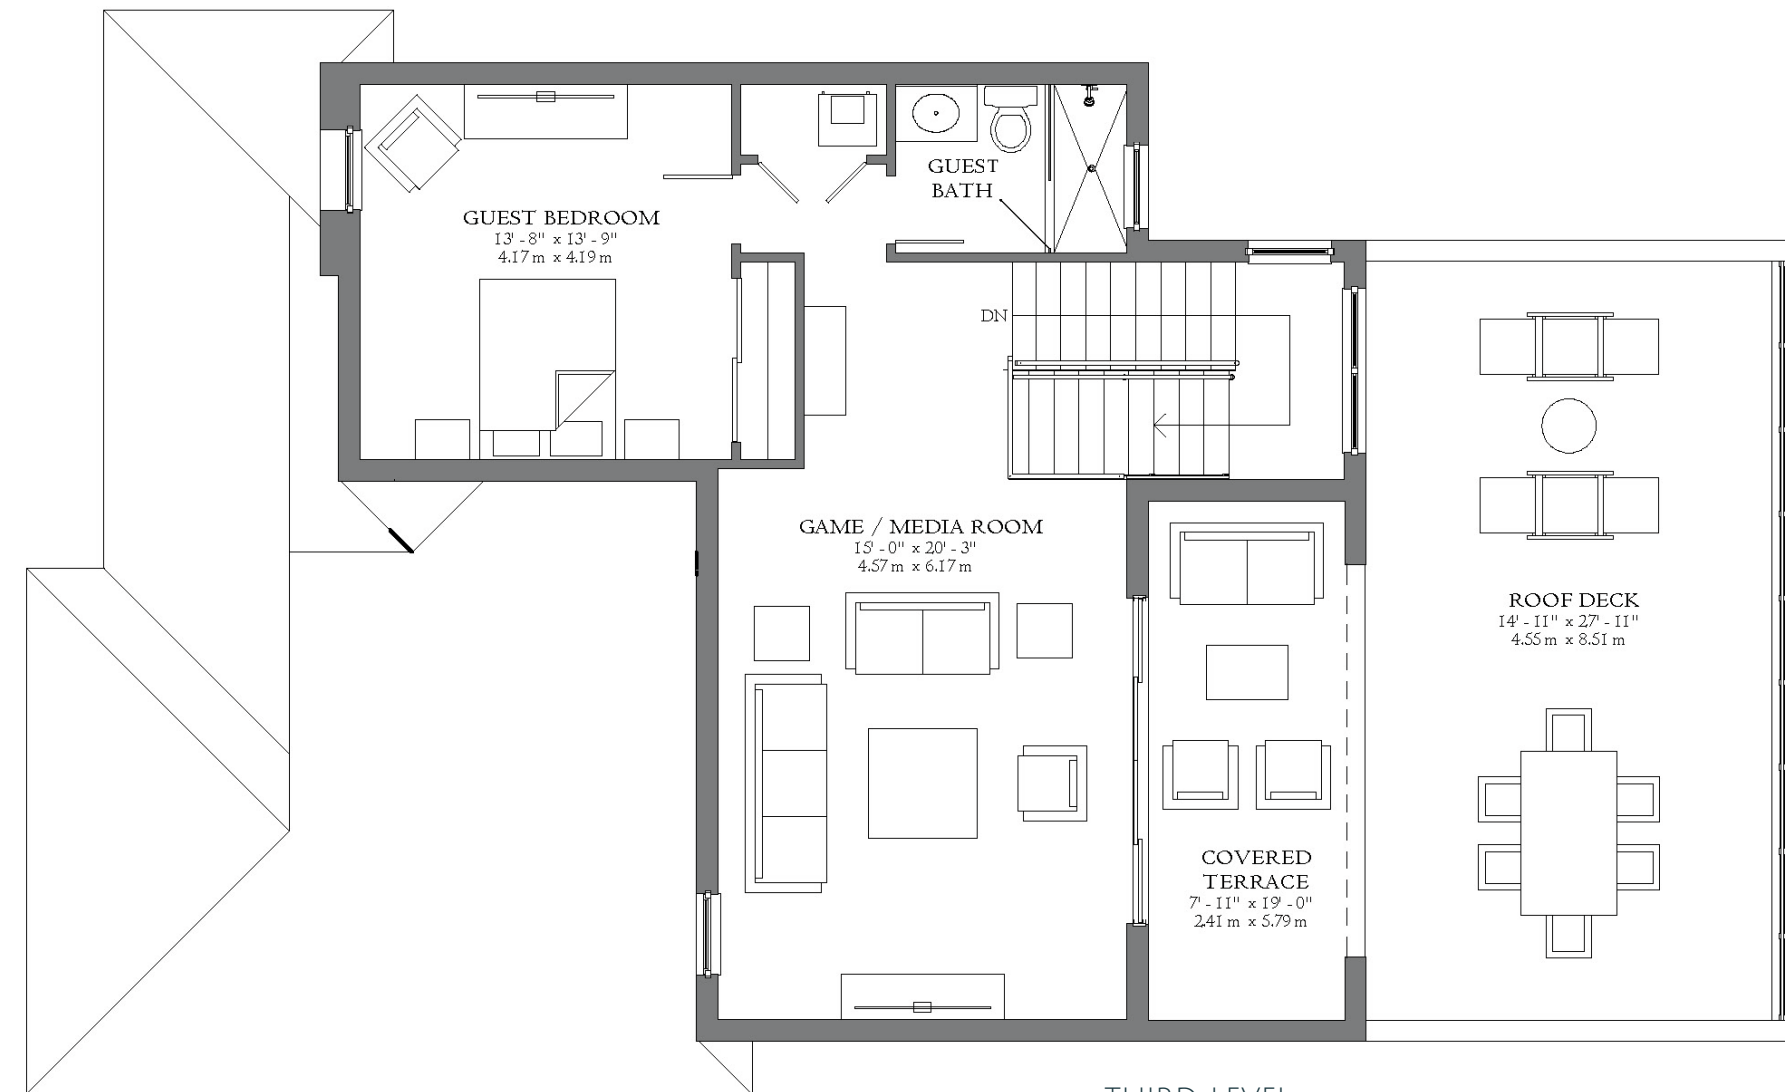 GUEST
BATH
GUEST BEDROOM
13' - 8" x 13' - 9"
4.17 m x 4.19 m
DN
GAME / MEDIA ROOM
15' - 0" x 20' - 3"
4.57 m x 6.17 m
ROOF DECK
14' - 11" x 27' - 11"
4.55 m x 8.51 m
COVERED
TERRACE
7' - 11" x 19' - 0"
2.41 m x 5.79 m
THIRD LEVEL